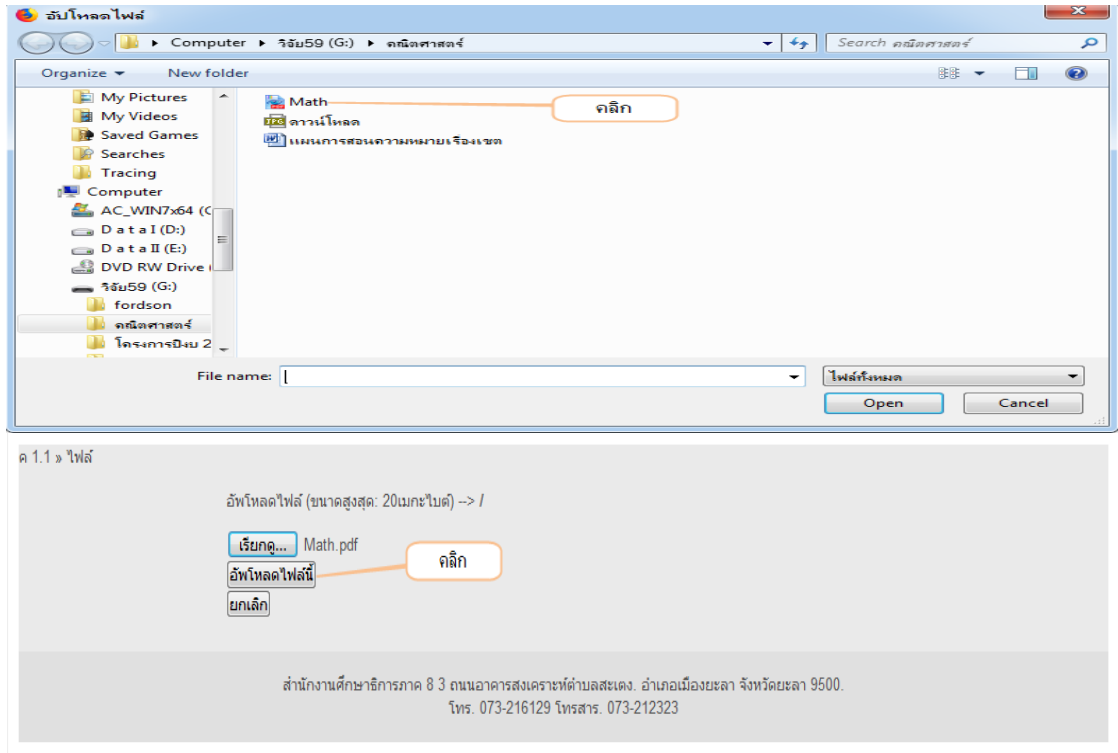 อัปโหลดไฟล์
Computer ▸ วิจัย59 (G:) ▸ คณิตศาสตร์
Search คณิตศาสตร์
Organize
New folder
My Pictures
My Videos
Saved Games
Searches
Tracing
Computer
AC_WIN7x64 (C
D a t a I (D:)
D a t a II (E:)
DVD RW Drive
วิจัย59 (G:)
fordson
คณิตศาสตร์
โครงการปีงบ 2
Math
คลิก
ดาวน์โหลด
แผนการสอนความหมายเรื่องเซต
File name:
ไฟล์ทั้งหมด
Open
Cancel
ค 1.1 » ไฟล์
อัพโหลดไฟล์ (ขนาดสูงสุด: 20เมกะไบต์) --> /
เรียกดู... Math.pdf
คลิ๊ก
อัพโหลดไฟล์นี้
ยกเลิก
สำนักงานศึกษาธิการภาค 8 3 ถนนอาคารสงเคราะห์ตำบลสะเตง. อำเภอเมืองยะลา จังหวัดยะลา 9500.
โทร. 073-216129 โทรสาร. 073-212323